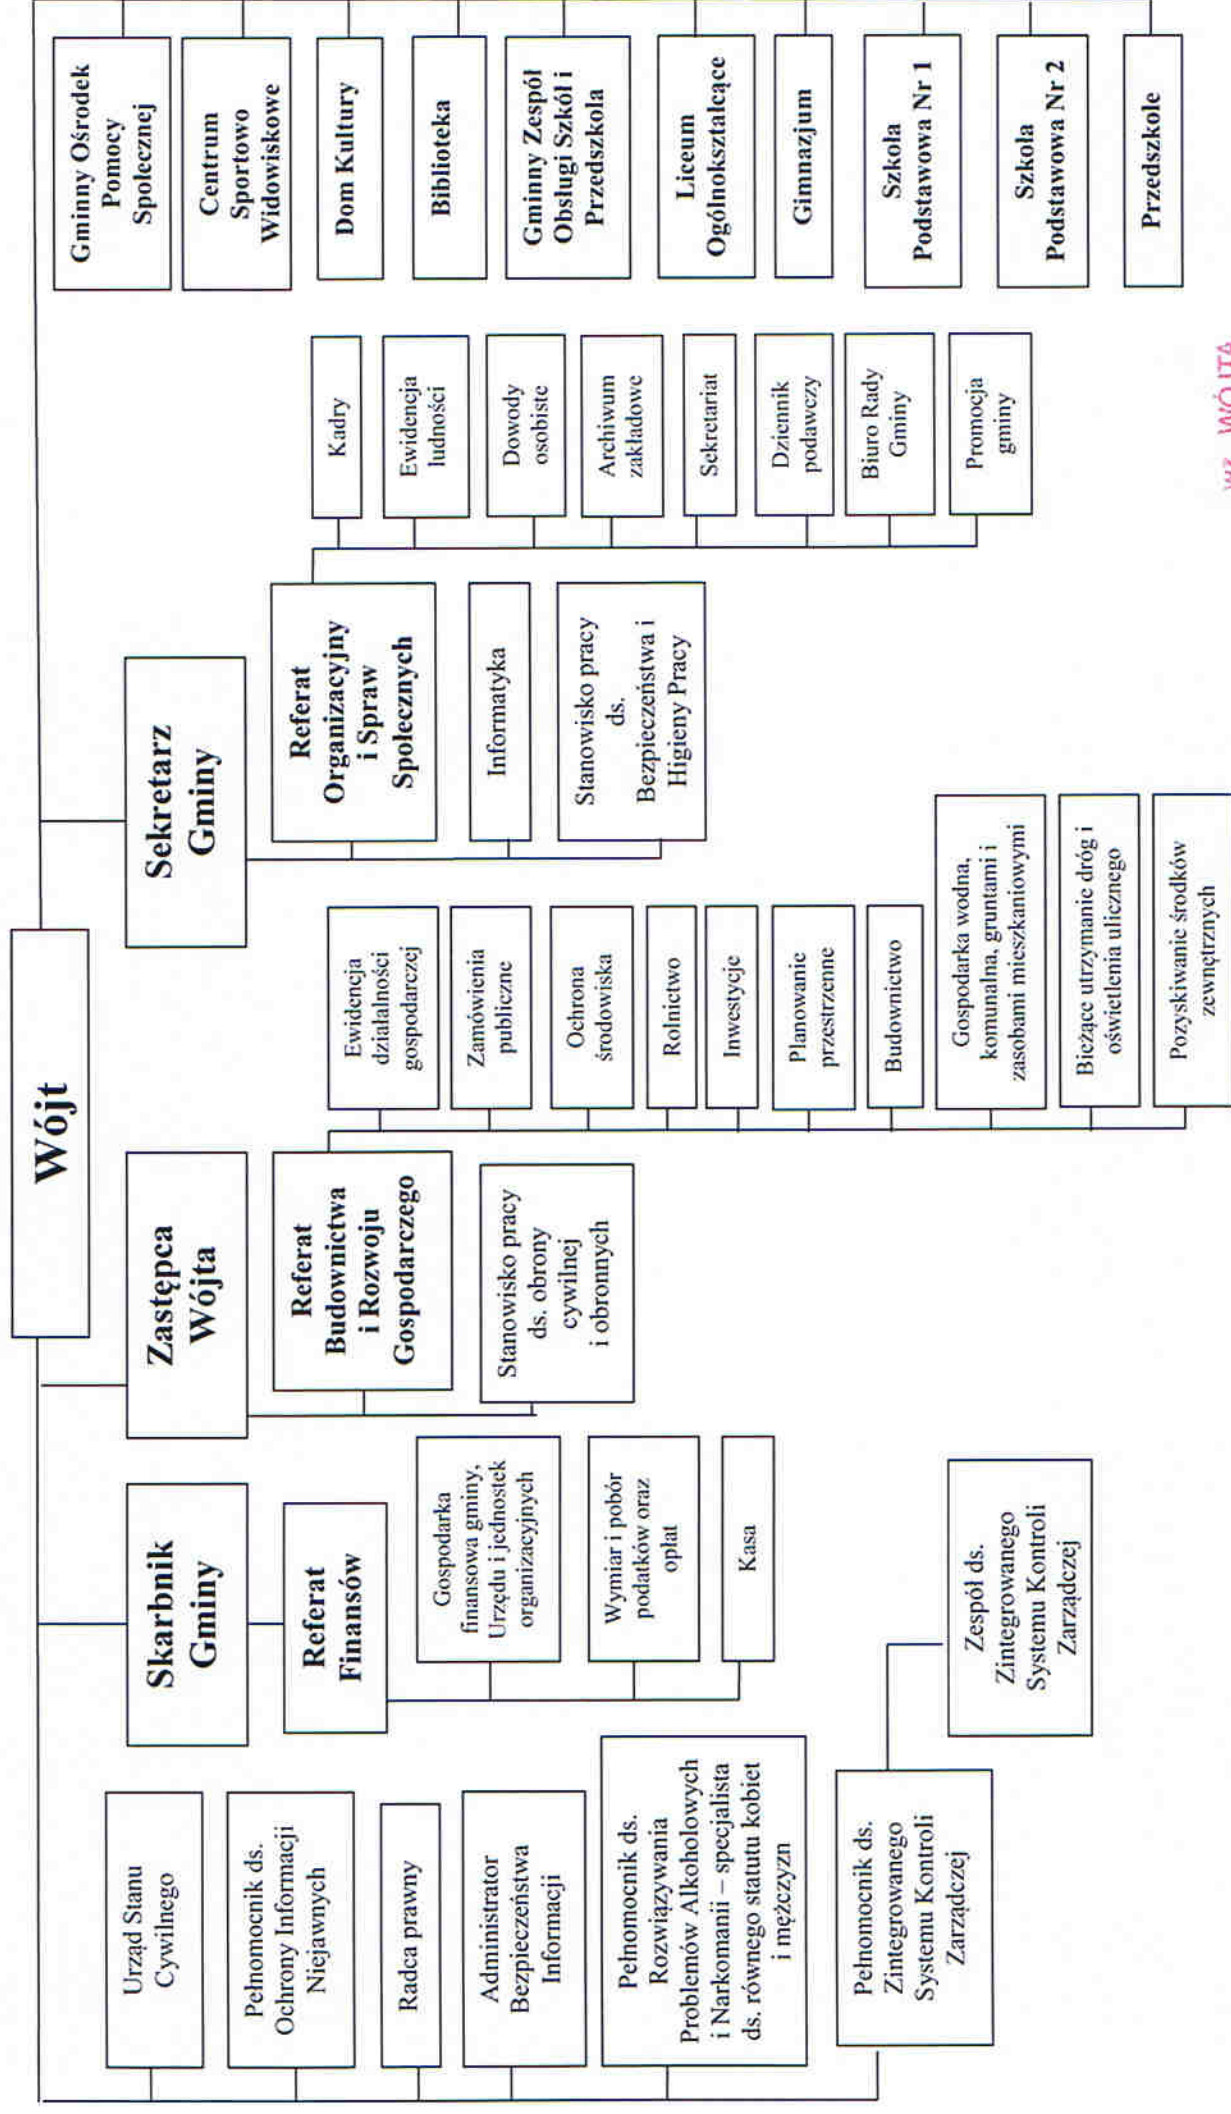 Wójt
Skarbnik
Gminy
Zastępca
Wójta
Sekretarz
Gminy
Urząd Stanu
Cywilnego
Pełnomocnik ds.
Ochrony Informacji
Niejawnych
Radca prawny
Administrator
Bezpieczeństwa
Informacji
Pełnomocnik ds.
Rozwiązywania
Problemów Alkoholowych
i Narkomanii – specjalista
ds. równego statutu kobiet
i mężczyzn
Pełnomocnik ds.
Zintegrowanego
Systemu Kontroli
Zarządczej
Zespół ds.
Zintegrowanego
Systemu Kontroli
Zarządczej
Referat
Finansów
Gospodarka
finansowa gminy,
Urzędu i jednostek
organizacyjnych
Wymiar i pobór
podatków oraz
opłat
Kasa
Referat
Budownictwa
i Rozwoju
Gospodarczego
Stanowisko pracy
ds. obrony
cywilnej
i obronnych
Ewidencja
działalności
gospodarczej
Zamówienia
publiczne
Ochrona
środowiska
Rolnictwo
Inwestycje
Planowanie
przestrzenne
Budownictwo
Gospodarka wodna,
komunalna, gruntami i
zasobami mieszkaniowymi
Bieżące utrzymanie dróg i
oświetlenia ulicznego
Pozyskiwanie środków
zewnętrznych
Referat
Organizacyjny
i Spraw
Społecznych
Informatyka
Stanowisko pracy
ds.
Bezpieczeństwa i
Higieny Pracy
Kadry
Ewidencja
ludności
Dowody
osobiste
Archiwum
zakładowe
Sekretariat
Dziennik
podawczy
Biuro Rady
Gminy
Promocja
gminy
Gminny Ośrodek
Pomocy
Społecznej
Centrum
Sportowo
Widowiskowe
Dom Kultury
Biblioteka
Gminny Zespół
Obsługi Szkół i
Przedszkola
Liceum
Ogólnokształcące
Gimnazjum
Szkoła
Podstawowa Nr 1
Szkoła
Podstawowa Nr 2
Przedszkole
WÓJTA